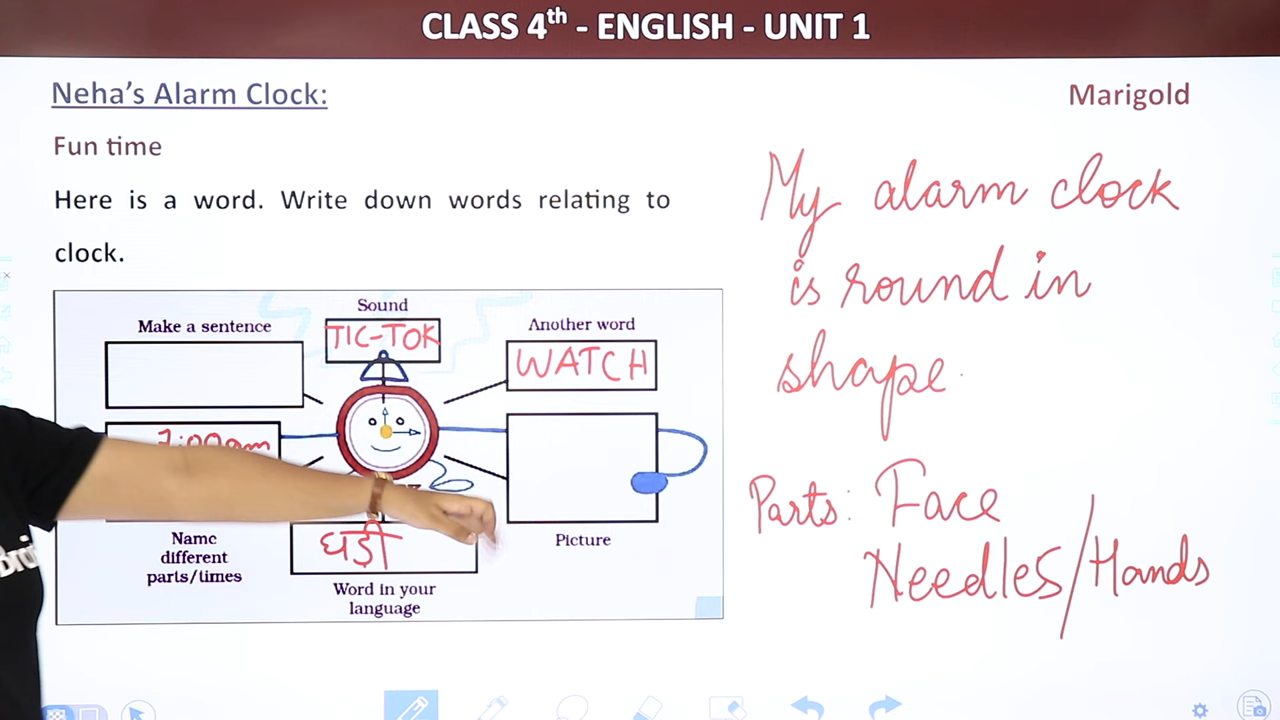 CLASS 4th - ENGLISH - UNIT 1
Neha's Alarm Clock:
Marigold
Fun time
Here is a word. Write down words relating to
clock.
Sound
Make a sentence
TIC-TOK
Another word
WATCH
7:00am
घड़ी
Name
different
parts/times
Picture
Word in your
language
My alarm clock
is round in
shape.
Parts: Face
Needles/Hands